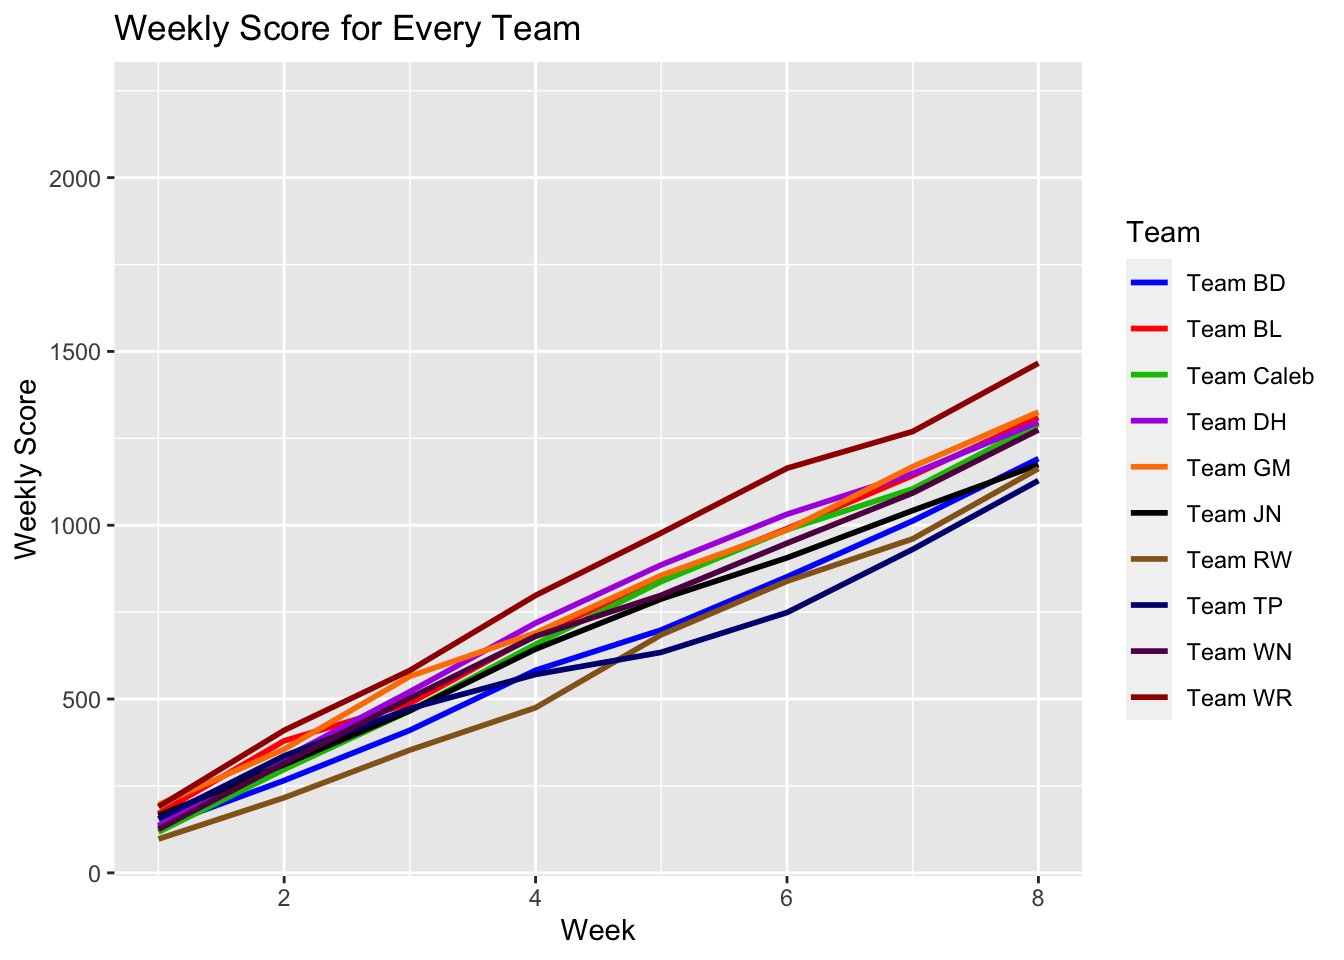 Weekly Score for Every Team
Weekly Score
2000
1500
1000
500
0
2 4 6 8
Week
Team
Team BD
Team BL
Team Caleb
Team DH
Team GM
Team JN
Team RW
Team TP
Team WN
Team WR